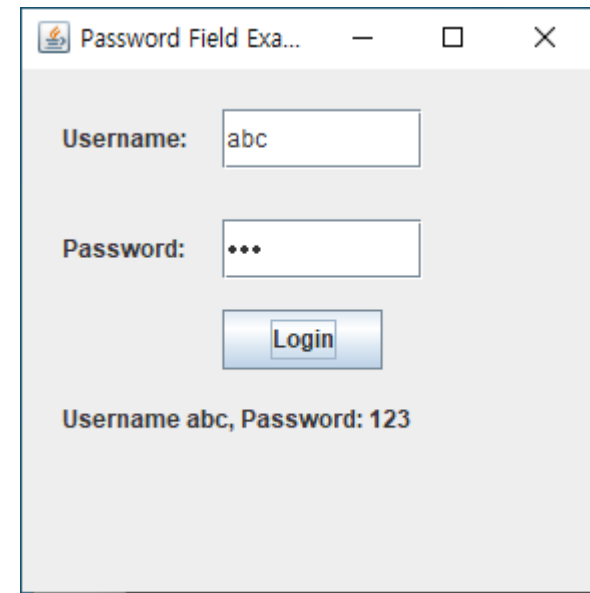 Password Field Exa...
Username: abc
Password: •••
Login
Username abc, Password: 123